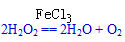 FeCl₃
2H₂O₂ == 2H₂O + O₂